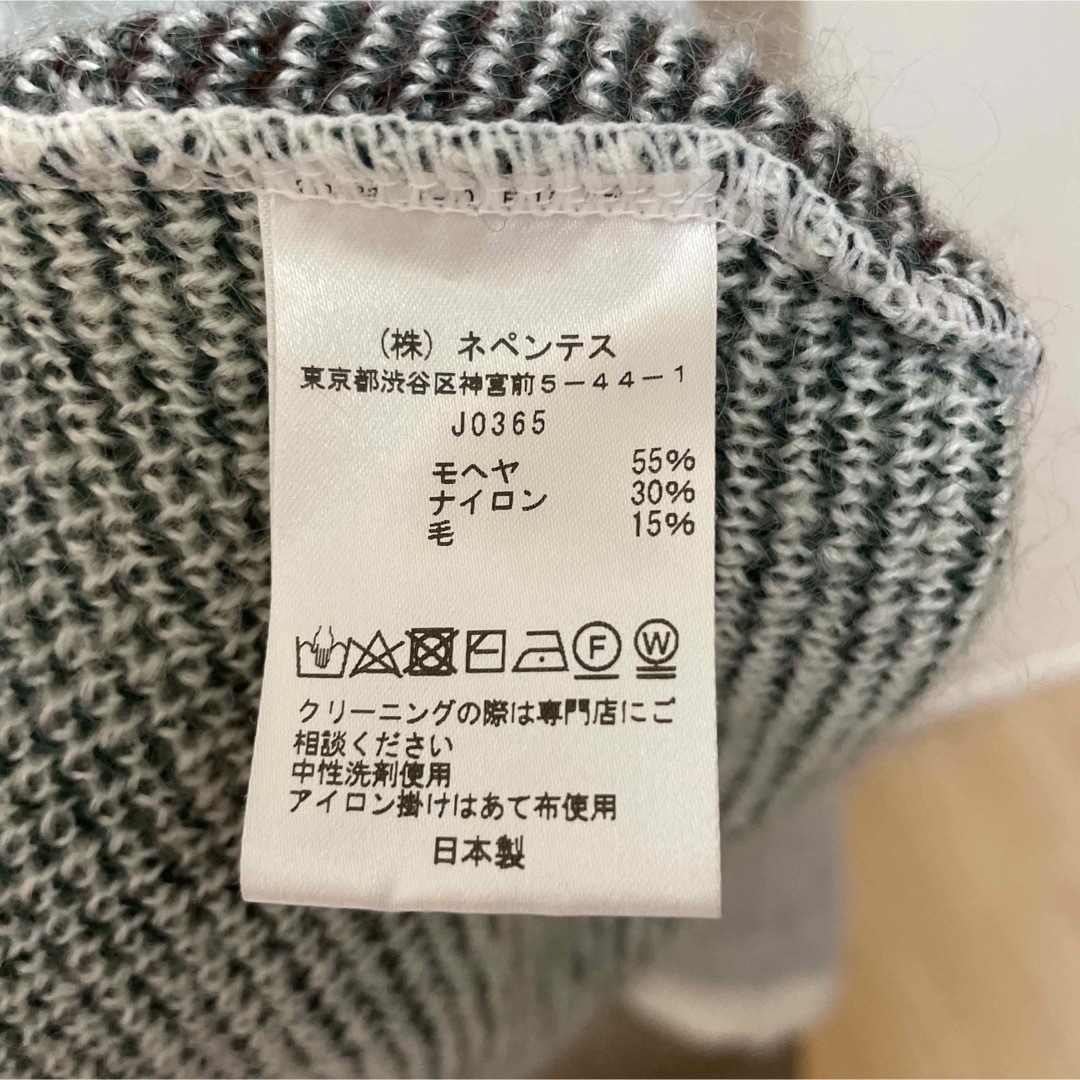 (株) ネペンテス
東京都渋谷区神宮前5-44-1
J0365
モヘヤ 55%
ナイロン 30%
毛 15%
F W
クリーニングの際は専門店にご
相談ください
中性洗剤使用
アイロン掛けはあて布使用
日本製